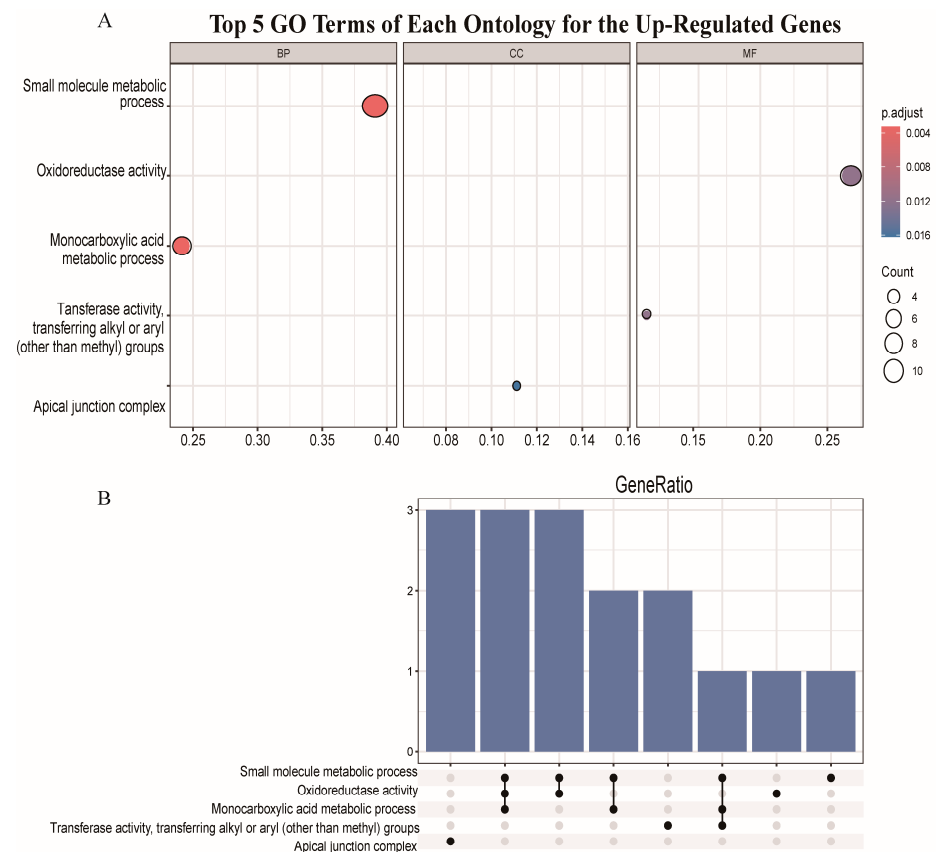 A
Top 5 GO Terms of Each Ontology for the Up-Regulated Genes
BP
CC
MF
Small molecule metabolic
process
Oxidoreductase activity
Monocarboxylic acid
metabolic process
Tansferase activity,
transferring alkyl or aryl
(other than methyl) groups
Apical junction complex
0.25 0.30 0.35 0.40
0.08 0.10 0.12 0.14 0.16
0.15 0.20 0.25
p.adjust
0.004
0.008
0.012
0.016
Count
4
6
8
10
B
GeneRatio
3
2
1
0
Small molecule metabolic process
Oxidoreductase activity
Monocarboxylic acid metabolic process
Transferase activity, transferring alkyl or aryl (other than methyl) groups
Apical junction complex